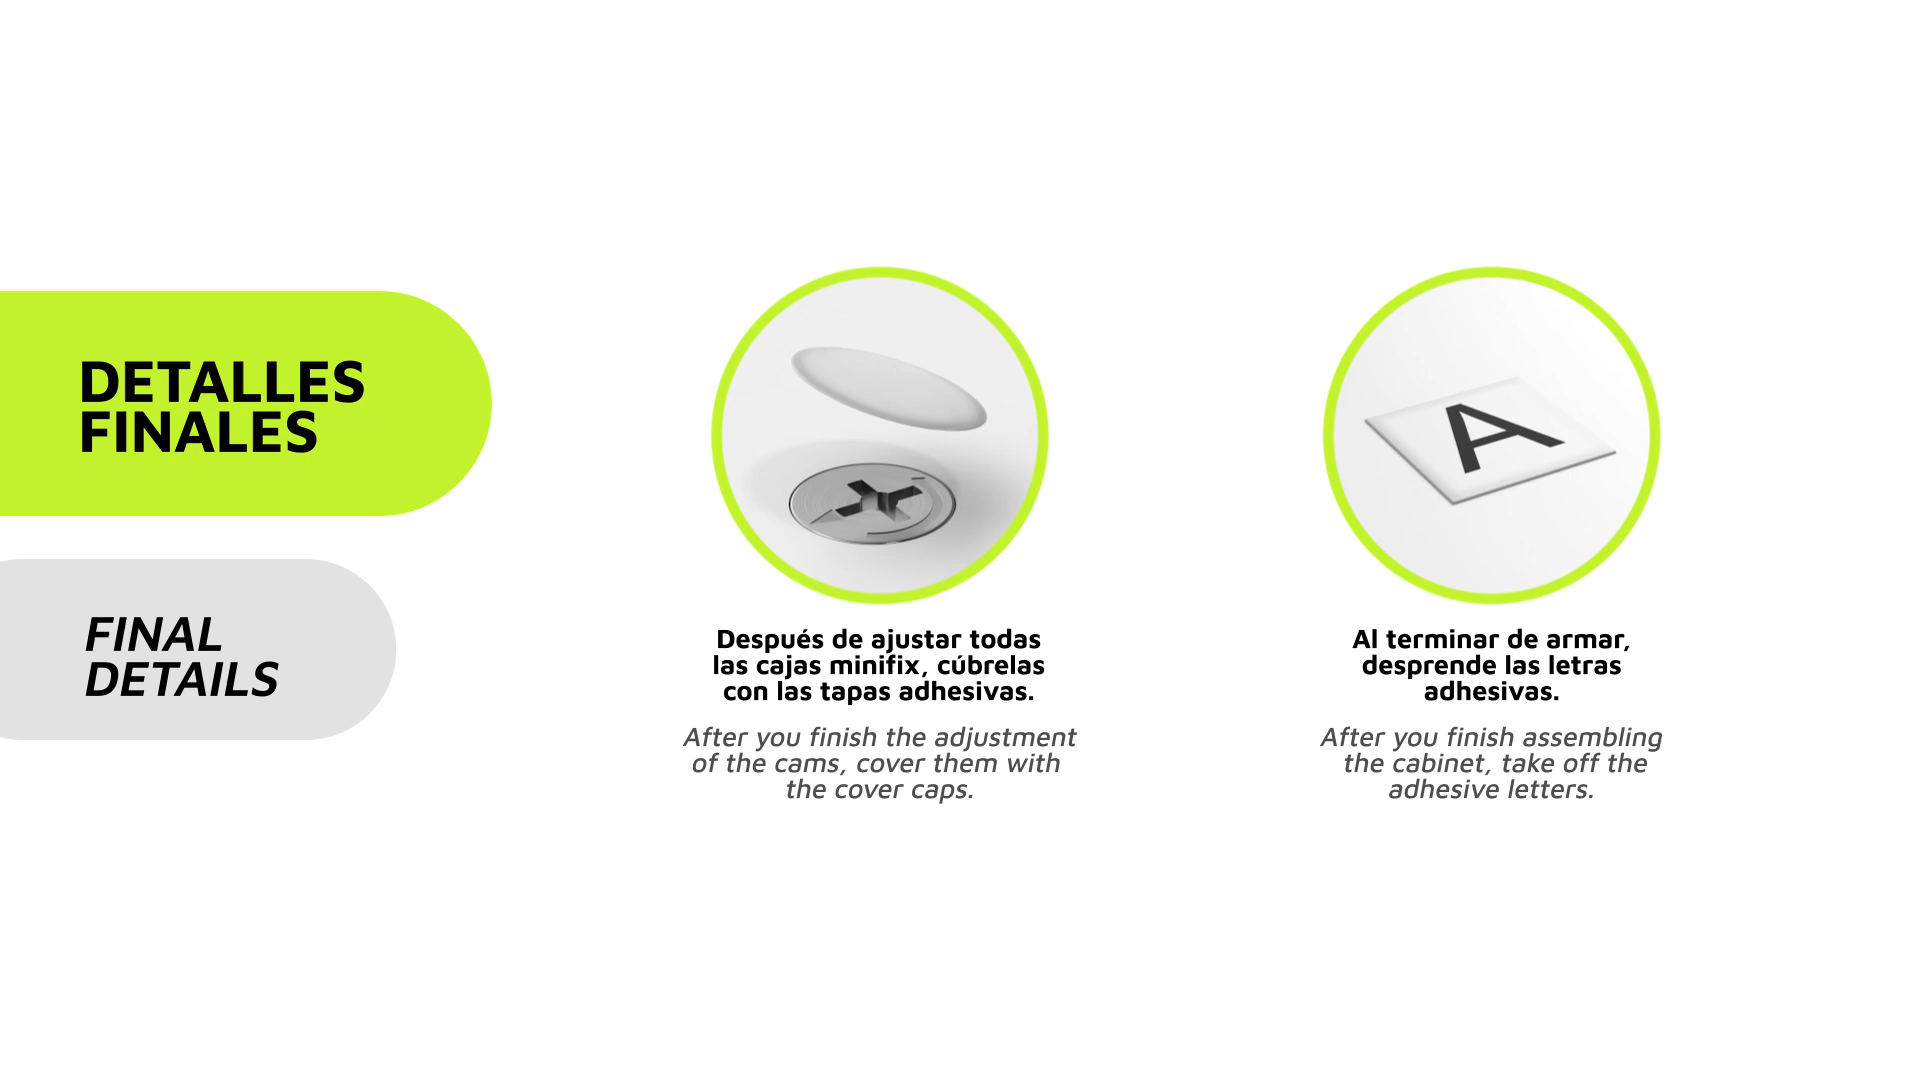 DETALLES
FINALES
FINAL
DETAILS
A
Después de ajustar todas
las cajas minifix, cúbrelas
con las tapas adhesivas.
After you finish the adjustment
of the cams, cover them with
the cover caps.
Al terminar de armar,
desprende las letras
adhesivas.
After you finish assembling
the cabinet, take off the
adhesive letters.